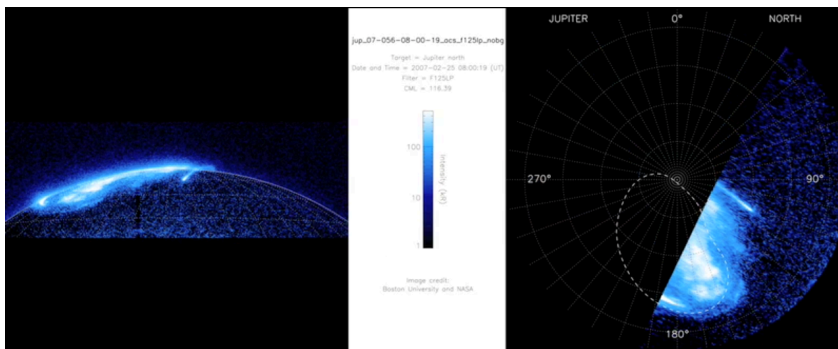 jup_07-056-08-00-19_acs_f125lp_nobg
Target = Jupiter north
Date and Time = 2007-02-25 08:00:19 (UT)
Filter = F125LP
CML = 116.39
100
10
1
Intensity (kR)
Image credit:
Boston University and NASA
JUPITER
0°
NORTH
270°
90°
180°